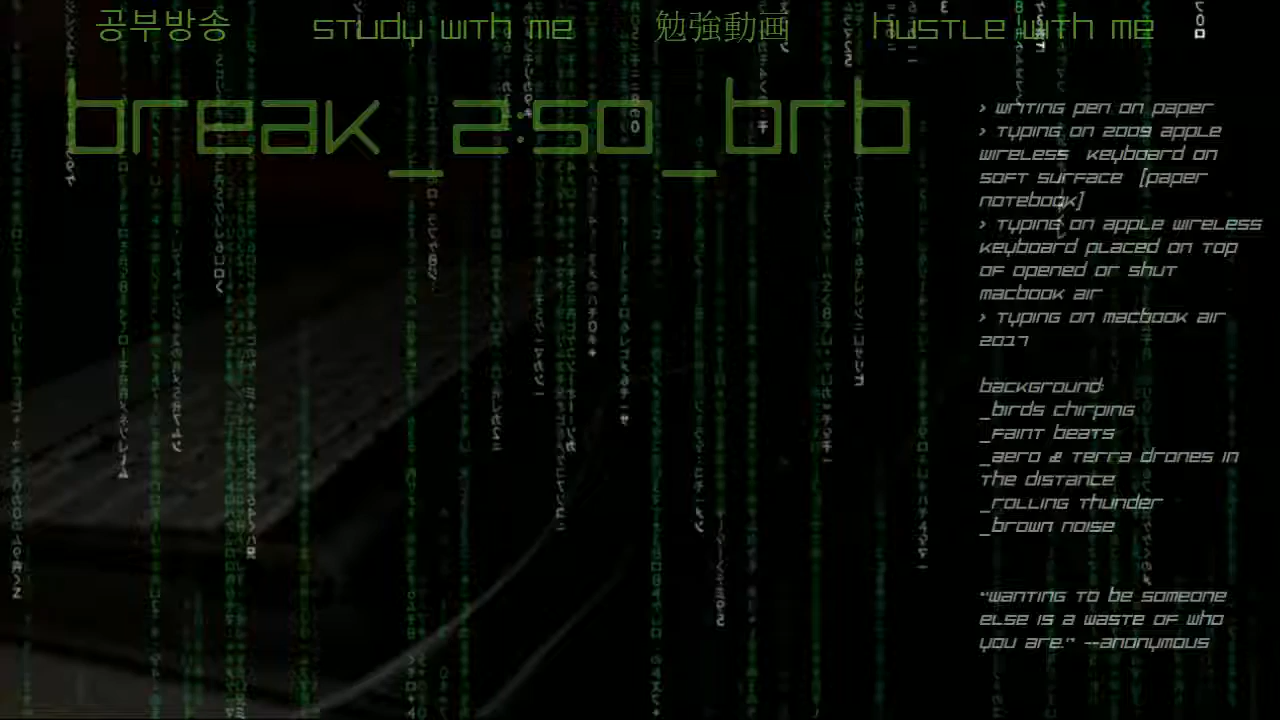 공부방송 study with me 勉強動画 hustle with me
break_2:50_brb
> writing pen on paper
> typing on 2009 apple
wireless keyboard on
soft surface [paper
notebook]
> typing on apple wireless
keyboard placed on top
of opened or shut
macbook air
> typing on macbook air
2017
background:
_birds chirping
_faint beats
_aero & terra drones in
the distance
_rolling thunder
_brown noise
"wanting to be someone
else is a waste of who
you are." --anonymous